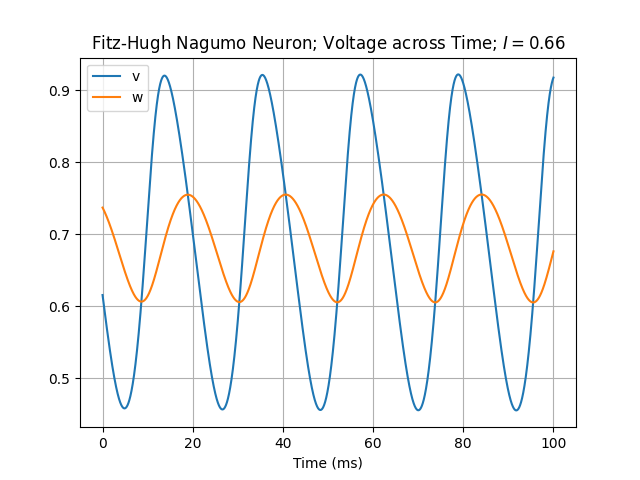 Fitz-Hugh Nagumo Neuron; Voltage across Time; I = 0.66
v
w
0.9
0.8
0.7
0.6
0.5
0 20 40 60 80 100
Time (ms)